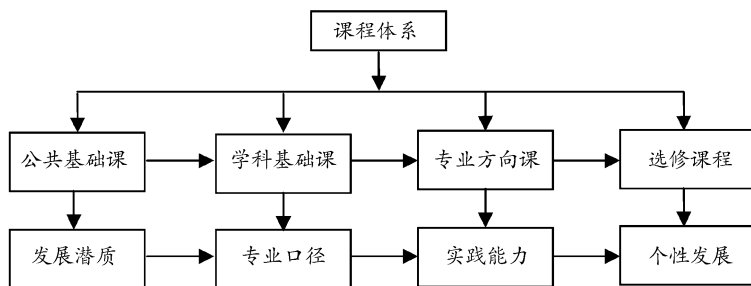 课程体系
公共基础课
学科基础课
专业方向课
选修课程
发展潜质
专业口径
实践能力
个性发展